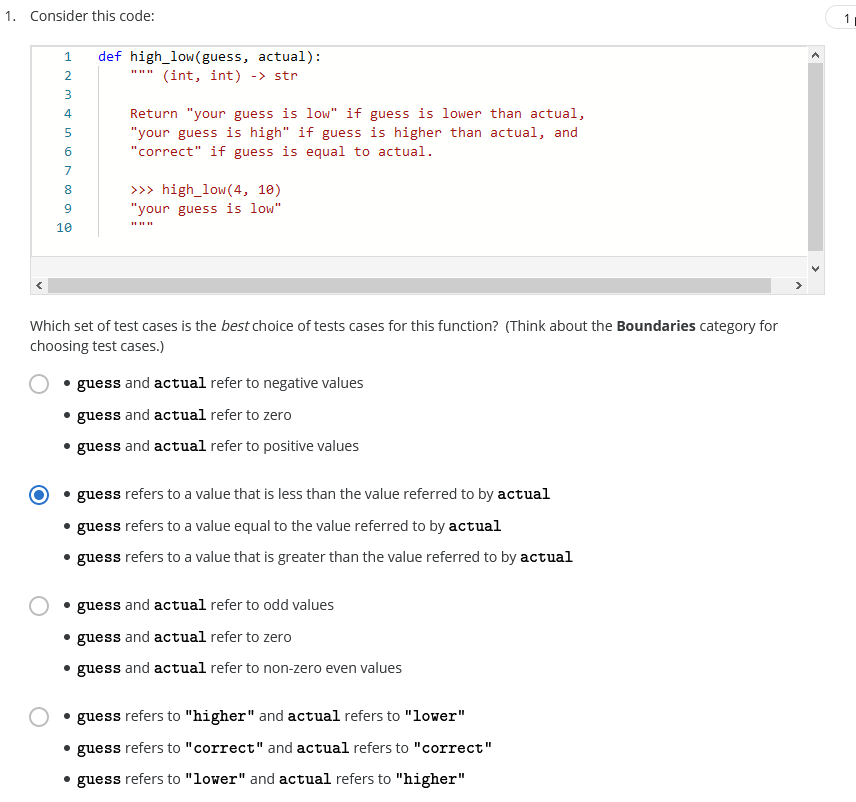 1. Consider this code:
1
1 def high_low(guess, actual):
2 """ (int, int) -> str
3
4 Return "your guess is low" if guess is lower than actual,
5 "your guess is high" if guess is higher than actual, and
6 "correct" if guess is equal to actual.
7
8 >>> high_low(4, 10)
9 "your guess is low"
10 """
Which set of test cases is the best choice of tests cases for this function? (Think about the Boundaries category for
choosing test cases.)
• guess and actual refer to negative values
• guess and actual refer to zero
• guess and actual refer to positive values
• guess refers to a value that is less than the value referred to by actual
• guess refers to a value equal to the value referred to by actual
• guess refers to a value that is greater than the value referred to by actual
• guess and actual refer to odd values
• guess and actual refer to zero
• guess and actual refer to non-zero even values
• guess refers to "higher" and actual refers to "lower"
• guess refers to "correct" and actual refers to "correct"
• guess refers to "lower" and actual refers to "higher"